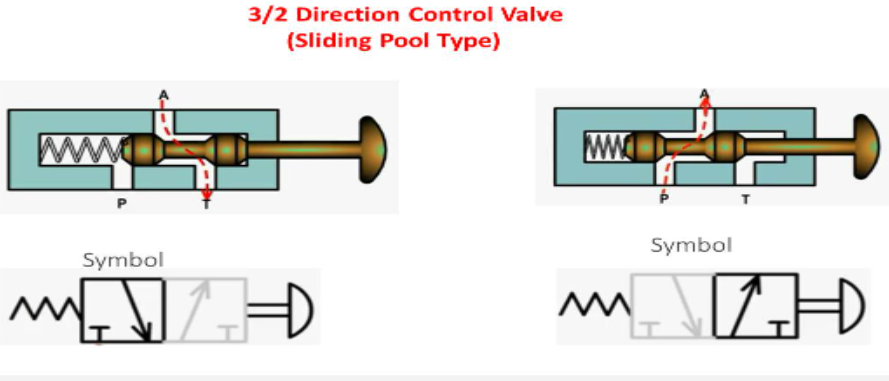 3/2 Direction Control Valve
(Sliding Pool Type)
A
P
T
A
P
T
Symbol
Symbol